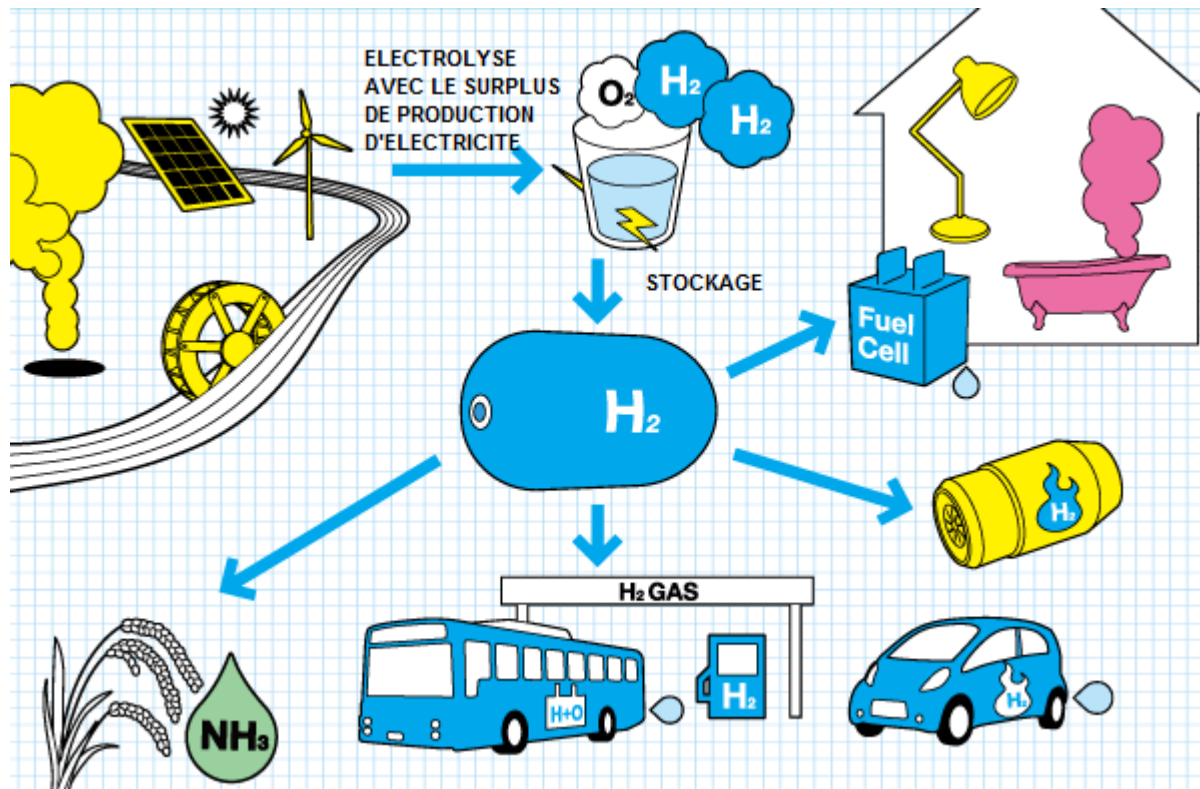 ELECTROLYSE
AVEC LE SURPLUS
DE PRODUCTION
D'ELECTRICITE
O₂
H₂
H₂
STOCKAGE
Fuel
Cell
H₂
H₂
H₂ GAS
H+O
H₂
H₂
NH₃